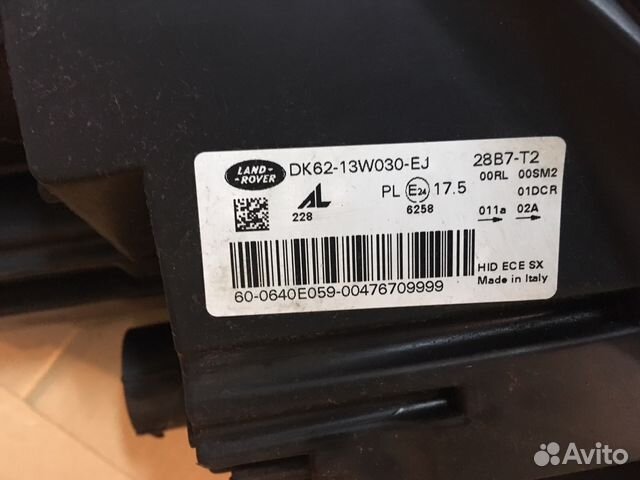 LAND-
ROVER
DK62-13W030-EJ
28B7-T2
00RL 00SM2
01DCR
AL
228
PL E24 17.5
6258
011a 02A
60-0640E059-00476709999
HID ECE SX
Made in Italy
Avito